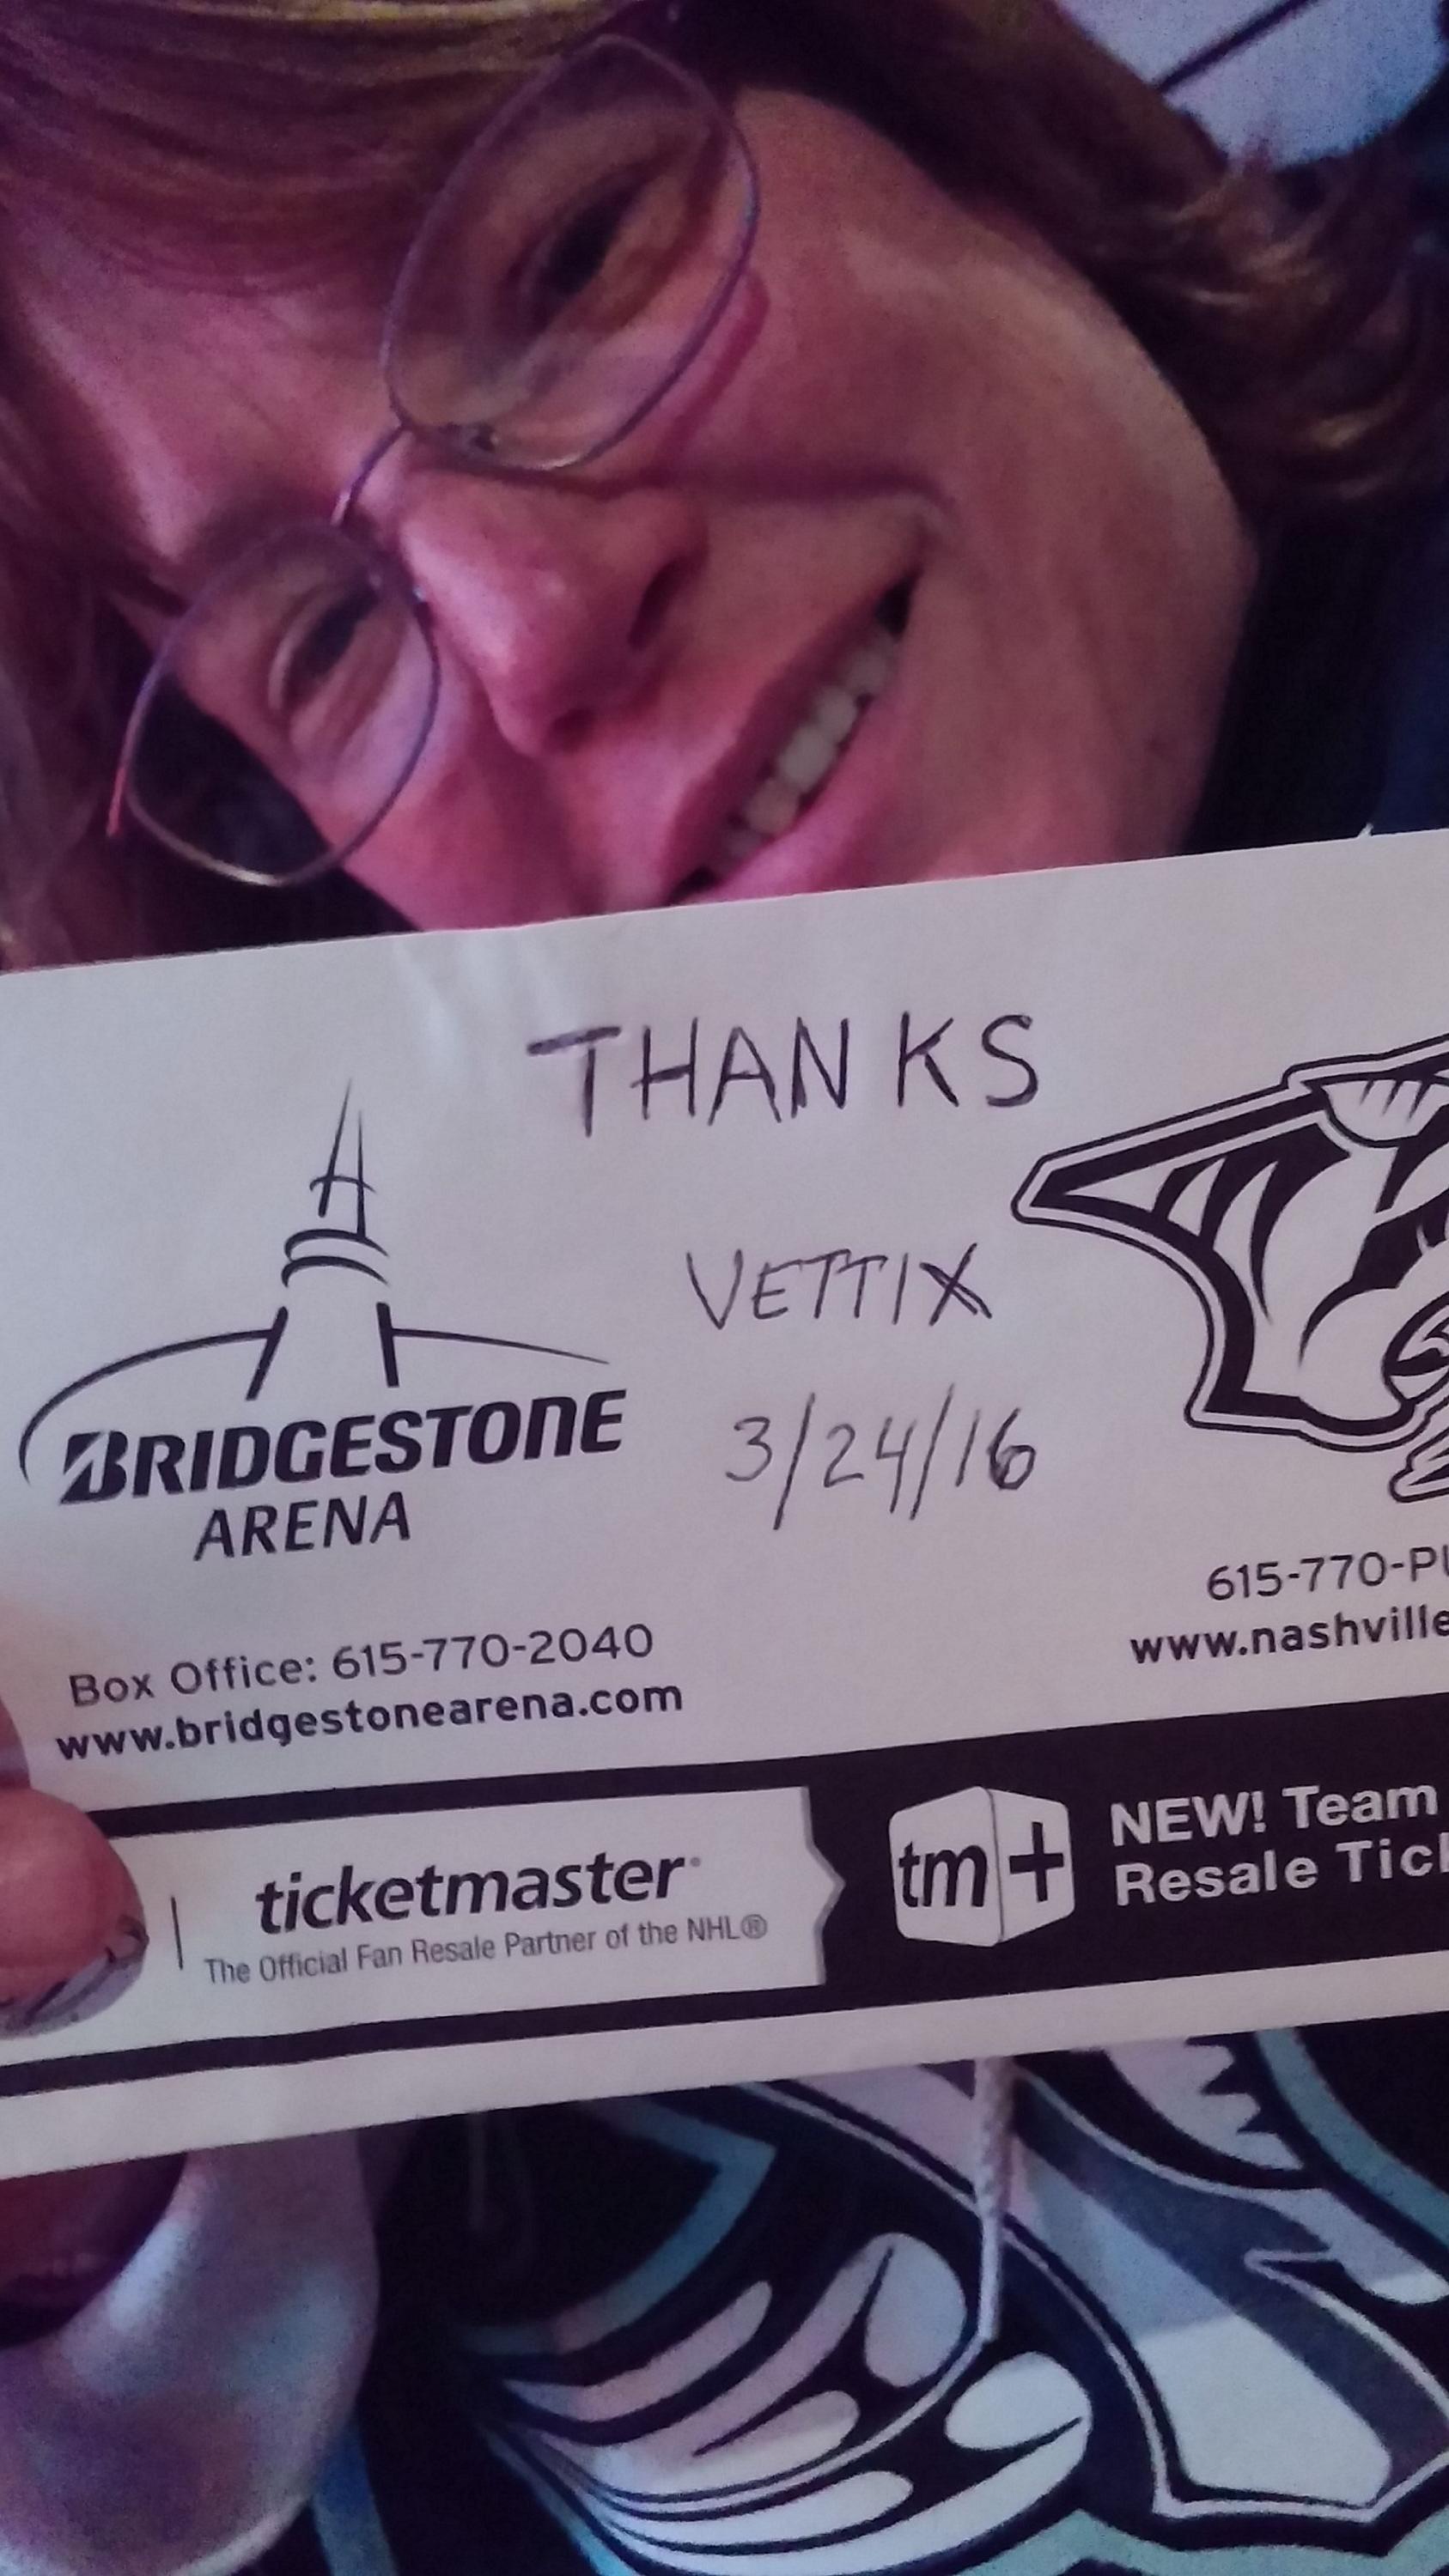 THANKS
VETTIX
3/24/16
BRIDGESTONE
ARENA
Box Office: 615-770-2040
www.bridgestonearena.com
615-770-PU
www.nashville
ticketmaster®
The Official Fan Resale Partner of the NHL®
tm+
NEW! Team
Resale Tic